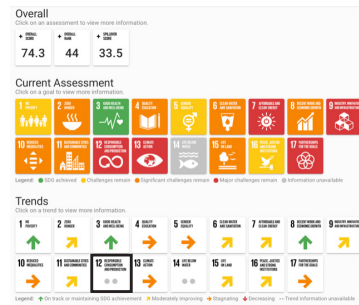 Overall
Click on an assessment to view more information.
+ OVERALL SCORE
74.3
+ OVERALL RANK
44
+ SPILLOVER SCORE
33.5
Current Assessment
Click on a goal to view more information.
1 NO POVERTY
2 ZERO HUNGER
3 GOOD HEALTH AND WELL-BEING
4 QUALITY EDUCATION
5 GENDER EQUALITY
6 CLEAN WATER AND SANITATION
7 AFFORDABLE AND CLEAN ENERGY
8 DECENT WORK AND ECONOMIC GROWTH
9 INDUSTRY, INNOVATION
10 REDUCED INEQUALITIES
11 SUSTAINABLE CITIES AND COMMUNITIES
12 RESPONSIBLE CONSUMPTION AND PRODUCTION
13 CLIMATE ACTION
14 LIFE BELOW WATER
15 LIFE ON LAND
16 PEACE, JUSTICE AND STRONG INSTITUTIONS
17 PARTNERSHIPS FOR THE GOALS
Legend: SDG achieved Challenges remain Significant challenges remain Major challenges remain Information unavailable
Trends
Click on a trend to view more information.
1 NO POVERTY
2 ZERO HUNGER
3 GOOD HEALTH AND WELL-BEING
4 QUALITY EDUCATION
5 GENDER EQUALITY
6 CLEAN WATER AND SANITATION
7 AFFORDABLE AND CLEAN ENERGY
8 DECENT WORK AND ECONOMIC GROWTH
9 INDUSTRY, INNOVATION
10 REDUCED INEQUALITIES
11 SUSTAINABLE CITIES AND COMMUNITIES
12 RESPONSIBLE CONSUMPTION AND PRODUCTION
13 CLIMATE ACTION
14 LIFE BELOW WATER
15 LIFE ON LAND
16 PEACE, JUSTICE AND STRONG INSTITUTIONS
17 PARTNERSHIPS FOR THE GOALS
Legend: On track or maintaining SDG achievement Moderately improving Stagnating Decreasing Trend information unavailable